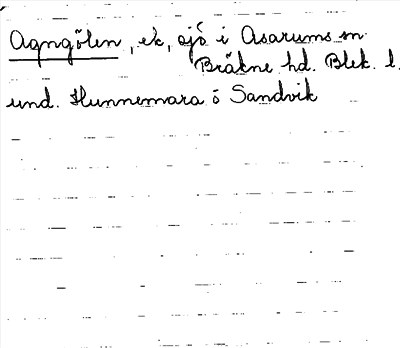 Agngölen, ek, sjö i Asarums sn
Bräkne hd. Blek. l.
und. Hunnemara o Sandvik